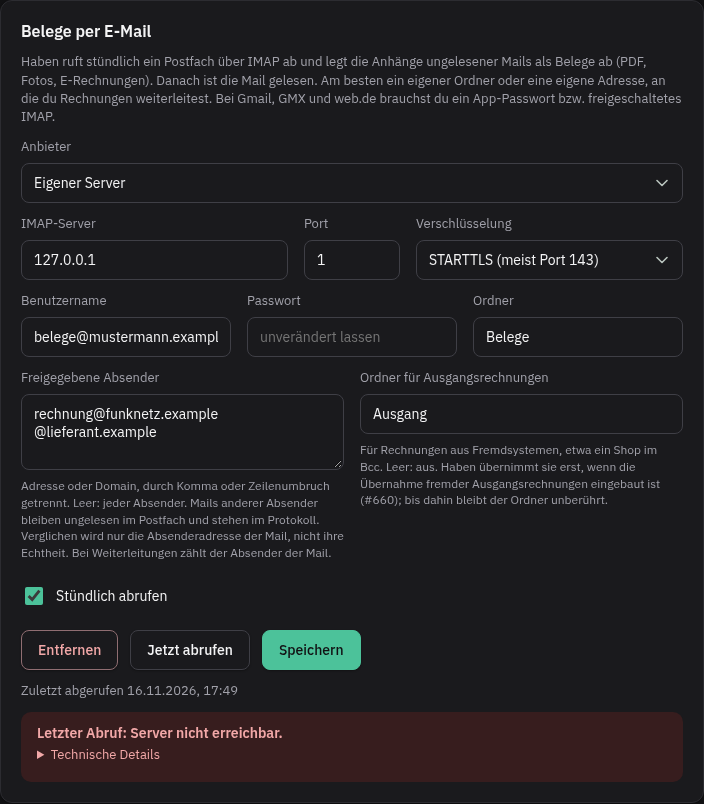 Belege per E-Mail
Haben ruft stündlich ein Postfach über IMAP ab und legt die Anhänge ungelesener Mails als Belege ab (PDF,
Fotos, E-Rechnungen). Danach ist die Mail gelesen. Am besten ein eigener Ordner oder eine eigene Adresse, an
die du Rechnungen weiterleitest. Bei Gmail, GMX und web.de brauchst du ein App-Passwort bzw. freigeschaltetes
IMAP.
Anbieter
Eigener Server
IMAP-Server
Port
Verschlüsselung
127.0.0.1
1
STARTTLS (meist Port 143)
Benutzername
Passwort
Ordner
belege@mustermann.exampl
unverändert lassen
Belege
Freigegebene Absender
rechnung@funknetz.example
@lieferant.example
Adresse oder Domain, durch Komma oder Zeilenumbruch
getrennt. Leer: jeder Absender. Mails anderer Absender
bleiben ungelesen im Postfach und stehen im Protokoll.
Verglichen wird nur die Absenderadresse der Mail, nicht ihre
Echtheit. Bei Weiterleitungen zählt der Absender der Mail.
Ordner für Ausgangsrechnungen
Ausgang
Für Rechnungen aus Fremdsystemen, etwa ein Shop im
Bcc. Leer: aus. Haben übernimmt sie erst, wenn die
Übernahme fremder Ausgangsrechnungen eingebaut ist
(#660); bis dahin bleibt der Ordner unberührt.
Stündlich abrufen
Entfernen
Jetzt abrufen
Speichern
Zuletzt abgerufen 16.11.2026, 17:49
Letzter Abruf: Server nicht erreichbar.
Technische Details